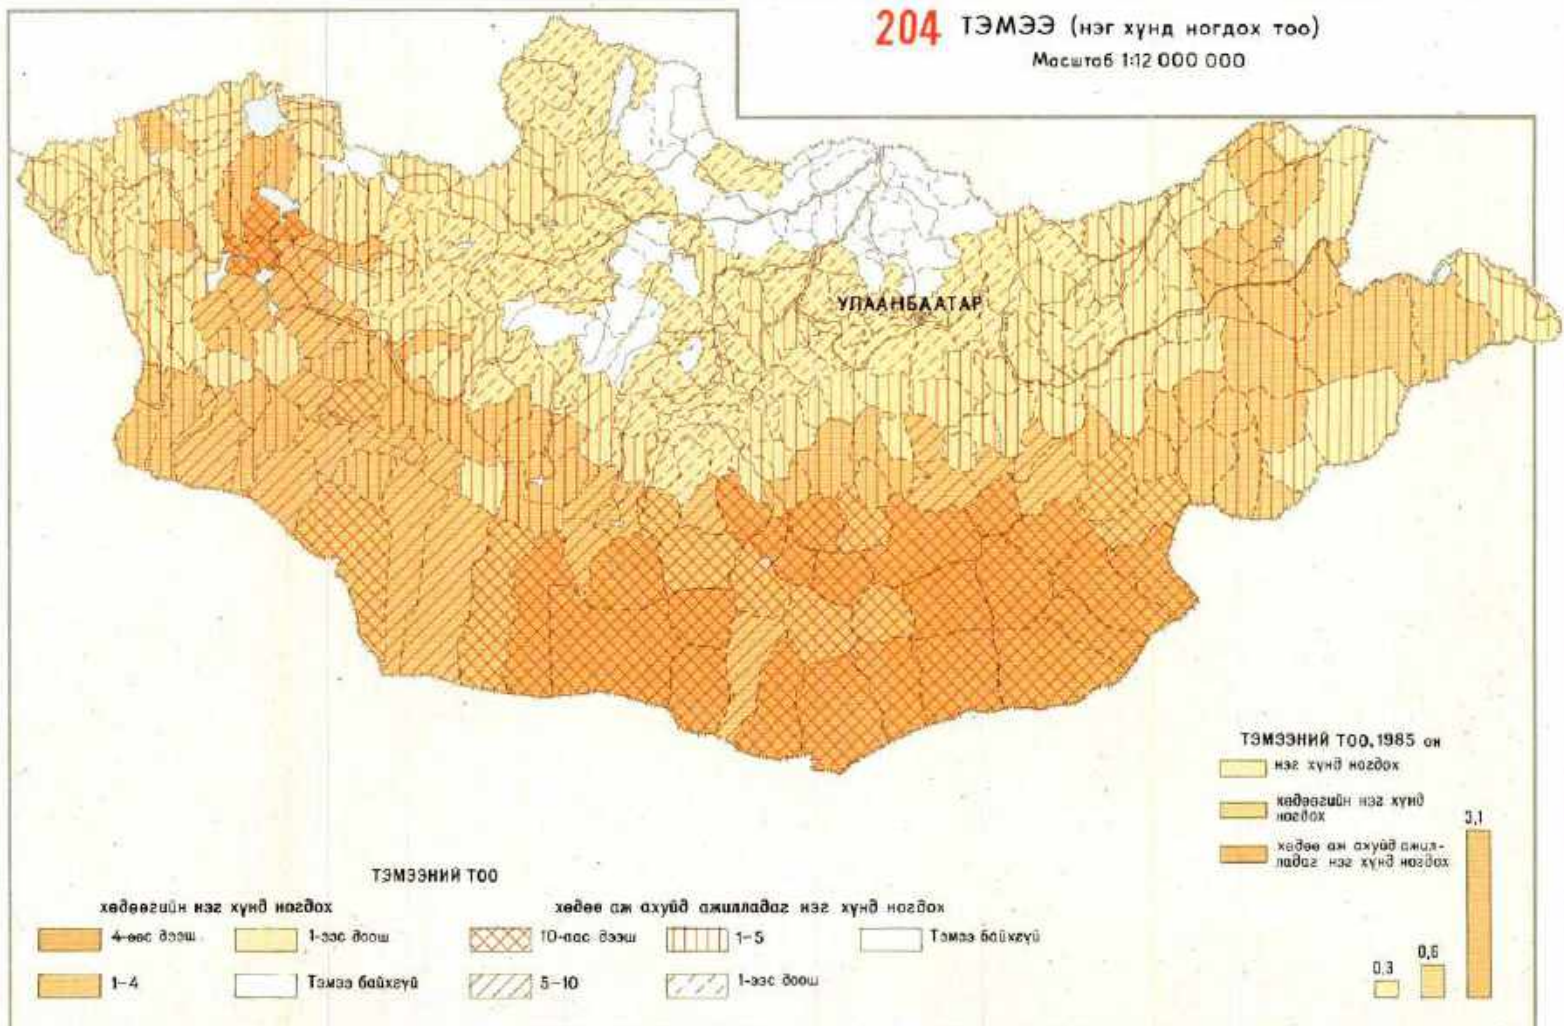 204 ТЭМЭЭ (нэг хүнд ногдох тоо)
Масштаб 1:12 000 000
УЛААНБААТАР
ТЭМЭЭНИЙ ТОО, 1985 он
нэг хүнд ногдох
хөдөөгийн нэг хүнд
ногдох
хөдөө аж ахуйд ажил-
ладаг нэг хүнд ногдох
3,1
0,6
0,3
ТЭМЭЭНИЙ ТОО
хөдөөгийн нэг хүнд ногдох
хөдөө аж ахуйд ажилладаг нэг хүнд ногдох
4-өөс дээш
1-ээс доош
10-аас дээш
1-5
Тэмээ байхгүй
1-4
Тэмээ байхгүй
5-10
1-ээс доош